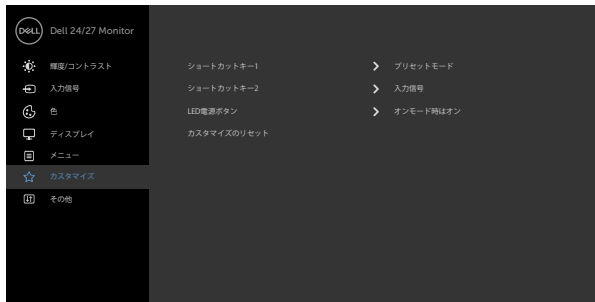 DELL Dell 24/27 Monitor
輝度/コントラスト ショートカットキー1 プリセットモード
入力信号 ショートカットキー2 入力信号
色 LED電源ボタン オンモード時はオン
ディスプレイ カスタマイズのリセット
メニュー
カスタマイズ
その他